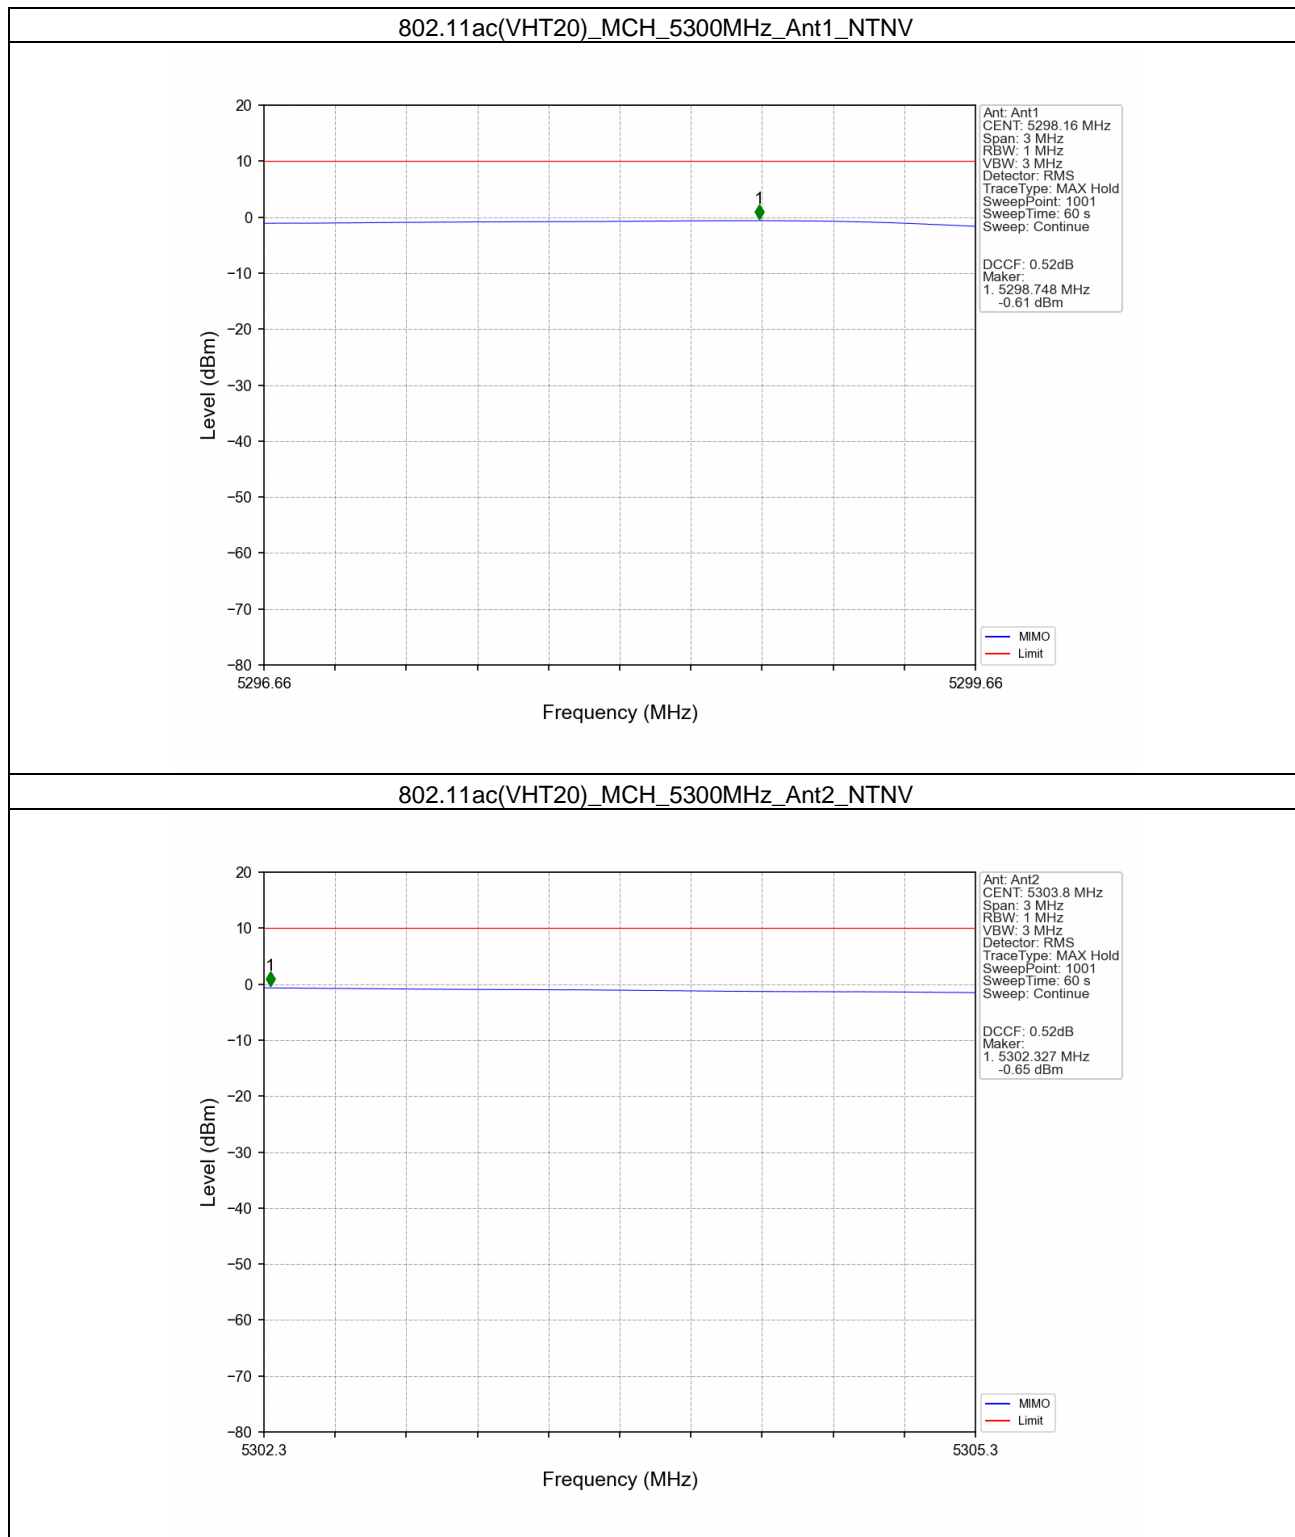 802.11ac(VHT20)_MCH_5300MHz_Ant1_NTNV
20
10
0
−10
−20
−30
−40
−50
−60
−70
−80
Level (dBm)
1
5296.66
5299.66
Frequency (MHz)
Ant: Ant1
CENT: 5298.16 MHz
Span: 3 MHz
RBW: 1 MHz
VBW: 3 MHz
Detector: RMS
TraceType: MAX Hold
SweepPoint: 1001
SweepTime: 60 s
Sweep: Continue
DCCF: 0.52dB
Maker:
1. 5298.748 MHz
-0.61 dBm
MIMO
Limit
802.11ac(VHT20)_MCH_5300MHz_Ant2_NTNV
20
10
0
−10
−20
−30
−40
−50
−60
−70
−80
Level (dBm)
1
5302.3
5305.3
Frequency (MHz)
Ant: Ant2
CENT: 5303.8 MHz
Span: 3 MHz
RBW: 1 MHz
VBW: 3 MHz
Detector: RMS
TraceType: MAX Hold
SweepPoint: 1001
SweepTime: 60 s
Sweep: Continue
DCCF: 0.52dB
Maker:
1. 5302.327 MHz
-0.65 dBm
MIMO
Limit